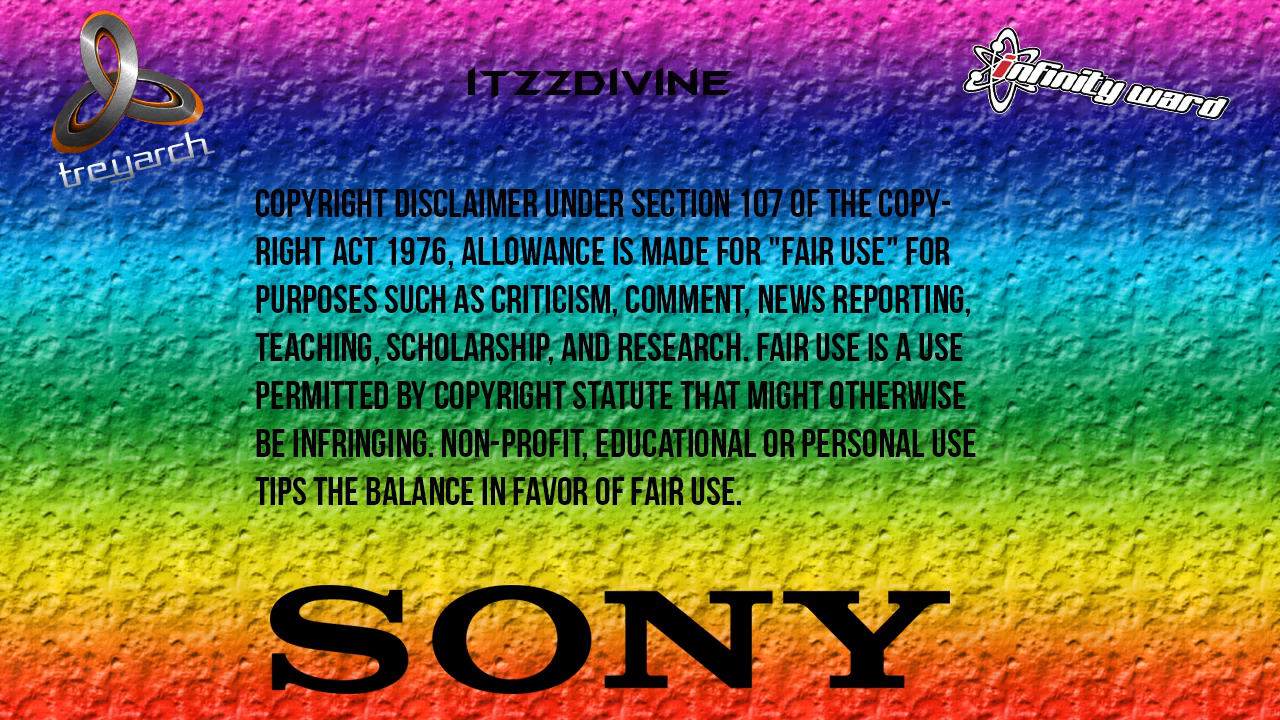 ITZZDIVINE
treyarch
infinity ward
COPYRIGHT DISCLAIMER UNDER SECTION 107 OF THE COPY-
RIGHT ACT 1976, ALLOWANCE IS MADE FOR "FAIR USE" FOR
PURPOSES SUCH AS CRITICISM, COMMENT, NEWS REPORTING,
TEACHING, SCHOLARSHIP, AND RESEARCH. FAIR USE IS A USE
PERMITTED BY COPYRIGHT STATUTE THAT MIGHT OTHERWISE
BE INFRINGING. NON-PROFIT, EDUCATIONAL OR PERSONAL USE
TIPS THE BALANCE IN FAVOR OF FAIR USE.
SONY